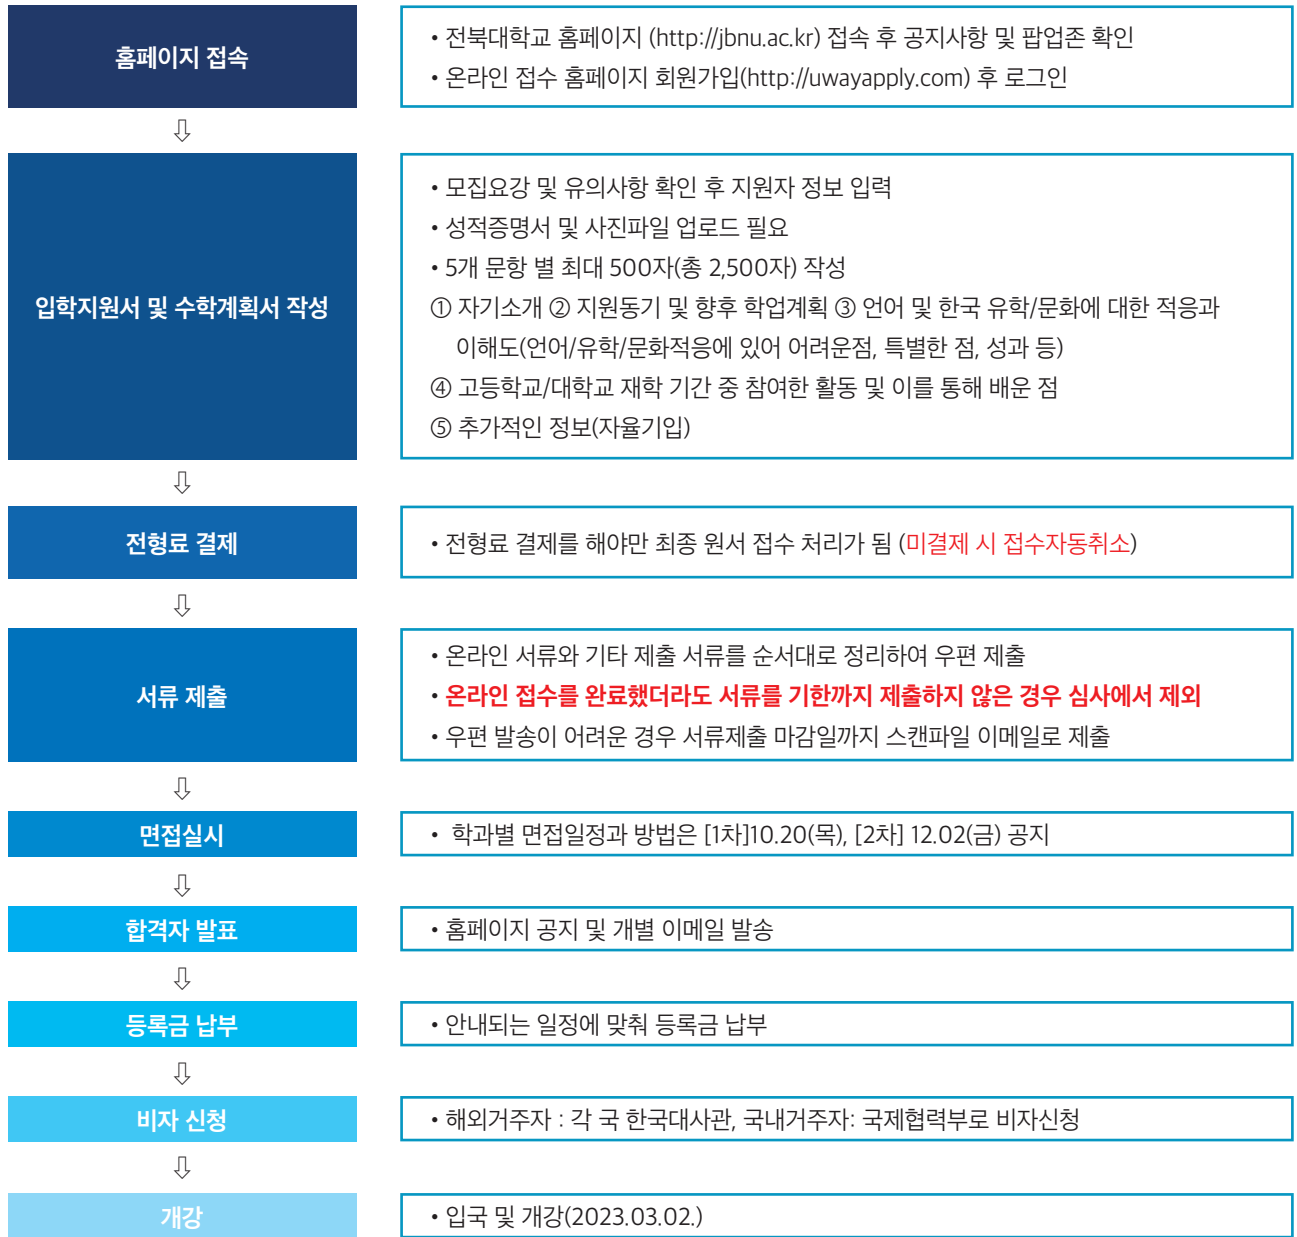 홈페이지 접속
• 전북대학교 홈페이지 (http://jbnu.ac.kr) 접속 후 공지사항 및 팝업존 확인
• 온라인 접수 홈페이지 회원가입(http://uwayapply.com) 후 로그인
⇩
입학지원서 및 수학계획서 작성
• 모집요강 및 유의사항 확인 후 지원자 정보 입력
• 성적증명서 및 사진파일 업로드 필요
• 5개 문항 별 최대 500자(총 2,500자) 작성
① 자기소개 ② 지원동기 및 향후 학업계획 ③ 언어 및 한국 유학/문화에 대한 적응과
이해도(언어/유학/문화적응에 있어 어려운점, 특별한 점, 성과 등)
④ 고등학교/대학교 재학 기간 중 참여한 활동 및 이를 통해 배운 점
⑤ 추가적인 정보(자율기입)
⇩
전형료 결제
• 전형료 결제를 해야만 최종 원서 접수 처리가 됨 (미결제 시 접수자동취소)
⇩
서류 제출
• 온라인 서류와 기타 제출 서류를 순서대로 정리하여 우편 제출
• 온라인 접수를 완료했더라도 서류를 기한까지 제출하지 않은 경우 심사에서 제외
• 우편 발송이 어려운 경우 서류제출 마감일까지 스캔파일 이메일로 제출
⇩
면접실시
• 학과별 면접일정과 방법은 [1차]10.20(목), [2차] 12.02(금) 공지
⇩
합격자 발표
• 홈페이지 공지 및 개별 이메일 발송
⇩
등록금 납부
• 안내되는 일정에 맞춰 등록금 납부
⇩
비자 신청
• 해외거주자 : 각 국 한국대사관, 국내거주자: 국제협력부로 비자신청
⇩
개강
• 입국 및 개강(2023.03.02.)